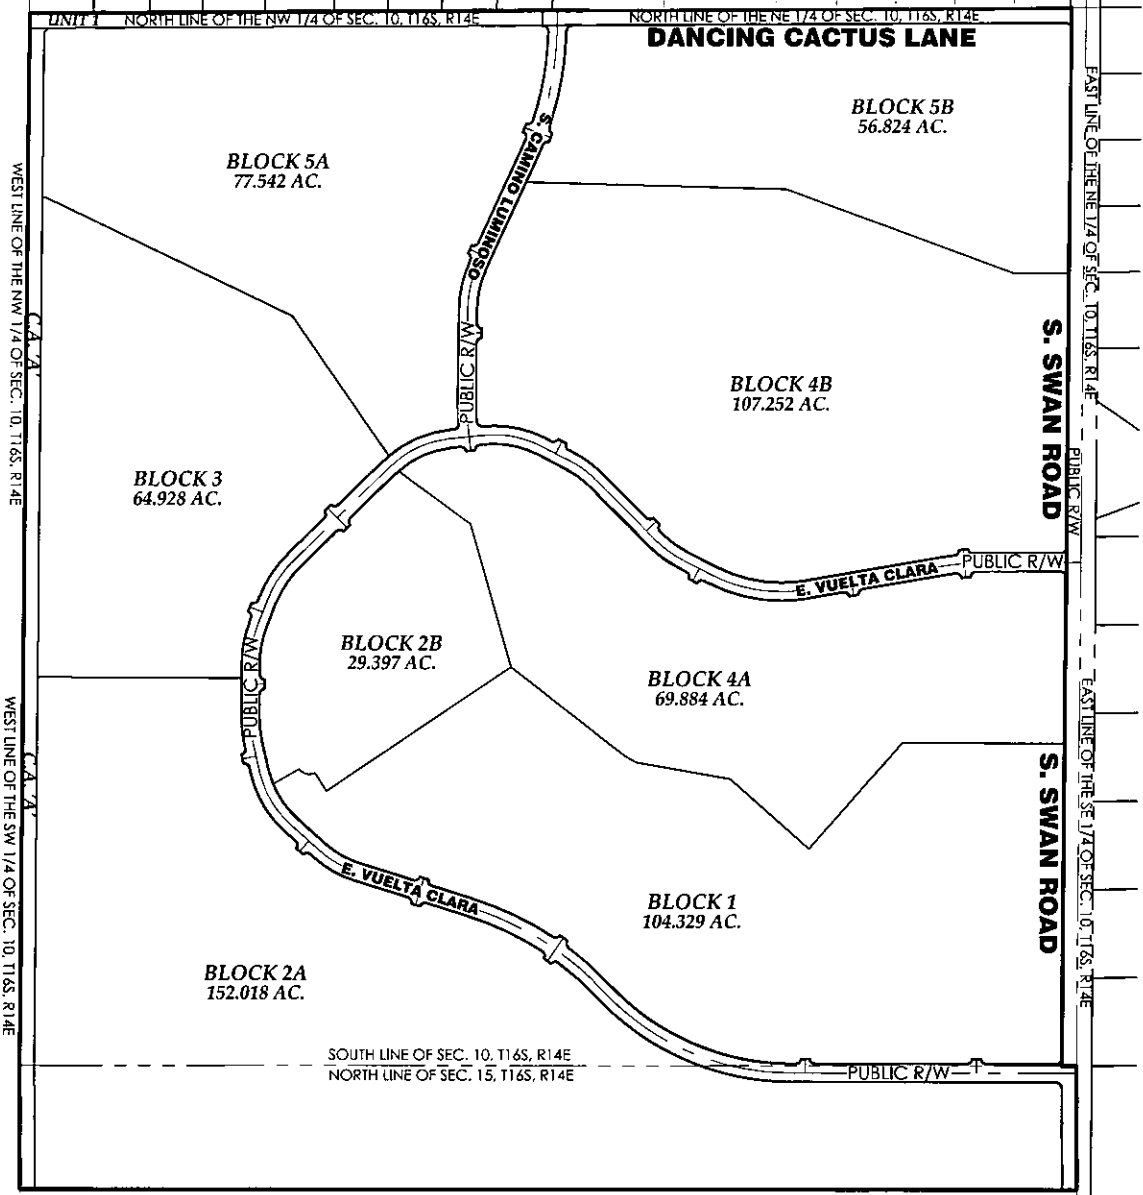 UNIT 1
NORTH LINE OF THE NW 1/4 OF SEC. 10, T16S, R14E
NORTH LINE OF THE NE 1/4 OF SEC. 10, T16S, R14E
DANCING CACTUS LANE
BLOCK 5B
56.824 AC.
BLOCK 5A
77.542 AC.
S. CAMINO LUMINOSO
EAST LINE OF THE NE 1/4 OF SEC. 10, T16S, R14E
WEST LINE OF THE NW 1/4 OF SEC. 10, T16S, R14E
C.A. 'A'
PUBLIC R/W
BLOCK 4B
107.252 AC.
S. SWAN ROAD
PUBLIC R/W
BLOCK 3
64.928 AC.
E. VUELTA CLARA
PUBLIC R/W
BLOCK 2B
29.397 AC.
PUBLIC R/W
BLOCK 4A
69.884 AC.
WEST LINE OF THE SW 1/4 OF SEC. 10, T16S, R14E
C.A. 'A'
EAST LINE OF THE SE 1/4 OF SEC. 10, T16S, R14E
S. SWAN ROAD
E. VUELTA CLARA
BLOCK 1
104.329 AC.
BLOCK 2A
152.018 AC.
SOUTH LINE OF SEC. 10, T16S, R14E
NORTH LINE OF SEC. 15, T16S, R14E
PUBLIC R/W